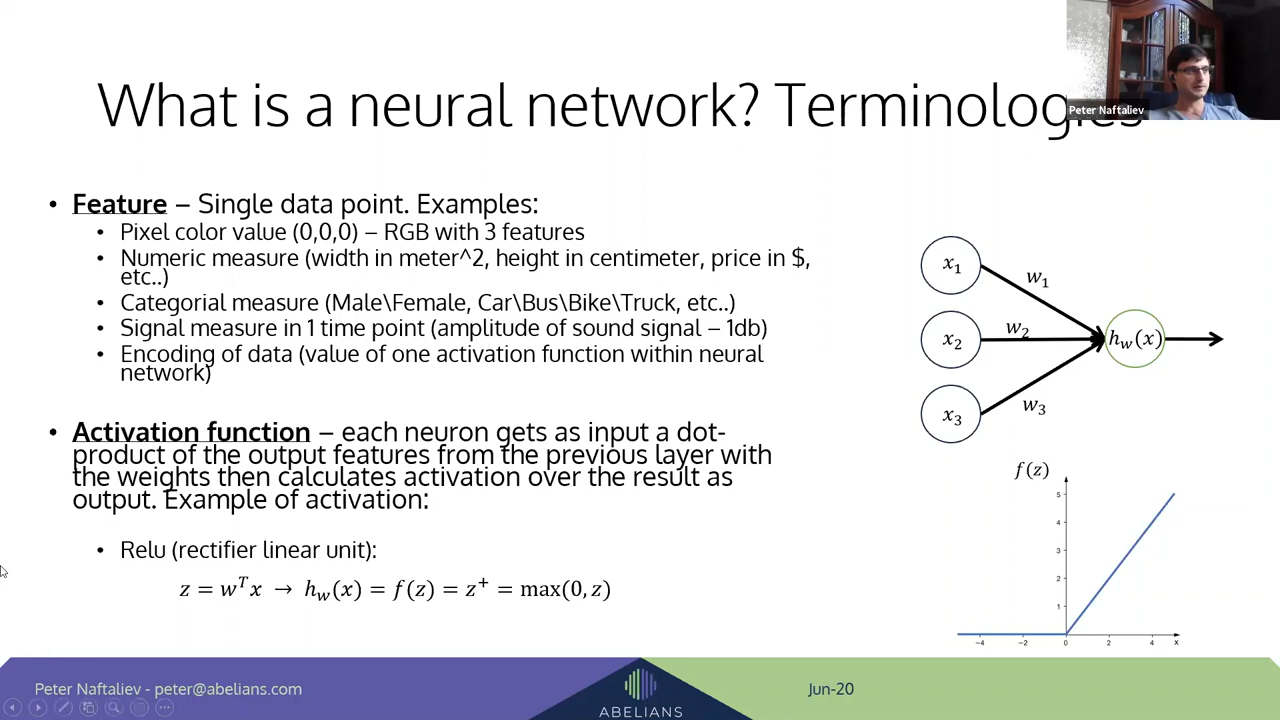 Peter Naftaliev
What is a neural network? Terminologies
• Feature – Single data point. Examples:
• Pixel color value (0,0,0) – RGB with 3 features
• Numeric measure (width in meter^2, height in centimeter, price in $,
etc..)
• Categorial measure (Male\Female, Car\Bus\Bike\Truck, etc..)
• Signal measure in 1 time point (amplitude of sound signal – 1db)
• Encoding of data (value of one activation function within neural
network)
• Activation function – each neuron gets as input a dot-
product of the output features from the previous layer with
the weights then calculates activation over the result as
output. Example of activation:
• Relu (rectifier linear unit):
z = wᵀx → h_w(x) = f(z) = z⁺ = max(0, z)
x₁
w₁
x₂
w₂
h_w(x)
x₃
w₃
f(z)
5
4
3
2
1
−4 −2 0 2 4 x
Peter Naftaliev - peter@abelians.com
ABELIANS
Jun-20